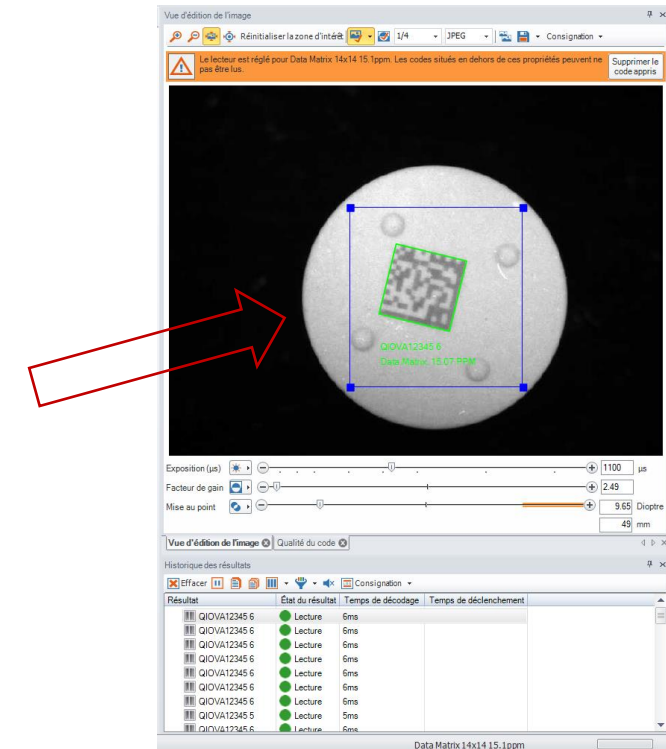 Vue d'édition de l'image
Réinitialiser la zone d'intérêt 1/4 JPEG Consignation
Le lecteur est réglé pour Data Matrix 14x14 15.1ppm. Les codes situés en dehors de ces propriétés peuvent ne
pas être lus.
Supprimer le
code appris
QIOVA12345 6
Data Matrix, 15.07 PPM
Exposition (µs) 1100 µs
Facteur de gain 2.49
Mise au point 9.65 Dioptre
49 mm
Vue d'édition de l'image Qualité du code
Historique des résultats
Effacer Consignation
Résultat État du résultat Temps de décodage Temps de déclenchement
QIOVA12345 6 Lecture 6ms
QIOVA12345 6 Lecture 6ms
QIOVA12345 6 Lecture 6ms
QIOVA12345 6 Lecture 6ms
QIOVA12345 6 Lecture 6ms
QIOVA12345 6 Lecture 6ms
QIOVA12345 5 Lecture 5ms
QIOVA12345 6 Lecture 6ms
Data Matrix 14x14 15.1ppm